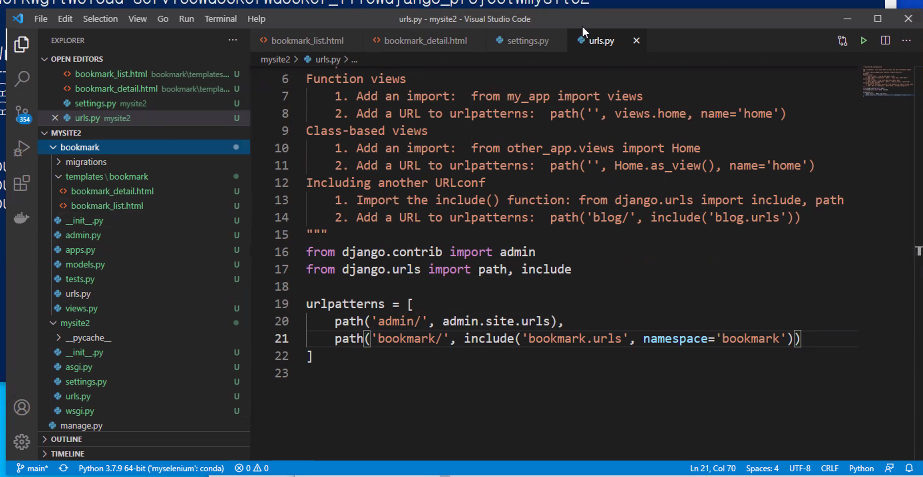 File Edit Selection View Go Run Terminal Help
urls.py - mysite2 - Visual Studio Code
EXPLORER
bookmark_list.html
bookmark_detail.html
settings.py
urls.py
OPEN EDITORS
bookmark_list.html bookmark\templates... U
bookmark_detail.html bookmark\templa... U
settings.py mysite2 U
urls.py mysite2 U
MYSITE2
bookmark
migrations
templates \ bookmark
bookmark_detail.html U
bookmark_list.html U
__init__.py U
admin.py U
apps.py U
models.py U
tests.py U
urls.py
views.py U
mysite2
__pycache__
__init__.py U
asgi.py U
settings.py U
urls.py U
wsgi.py U
manage.py U
OUTLINE
TIMELINE
354
mysite2 > urls.py > ...
6 Function views
7 1. Add an import: from my_app import views
8 2. Add a URL to urlpatterns: path('', views.home, name='home')
9 Class-based views
10 1. Add an import: from other_app.views import Home
11 2. Add a URL to urlpatterns: path('', Home.as_view(), name='home')
12 Including another URLconf
13 1. Import the include() function: from django.urls import include, path
14 2. Add a URL to urlpatterns: path('blog/', include('blog.urls'))
15 """
16 from django.contrib import admin
17 from django.urls import path, include
18
19 urlpatterns = [
20 path('admin/', admin.site.urls),
21 path('bookmark/', include('bookmark.urls', namespace='bookmark'))
22 ]
23
main* Python 3.7.9 64-bit ('myselenium': conda) 0 0 Ln 21, Col 70 Spaces: 4 UTF-8 CRLF Python